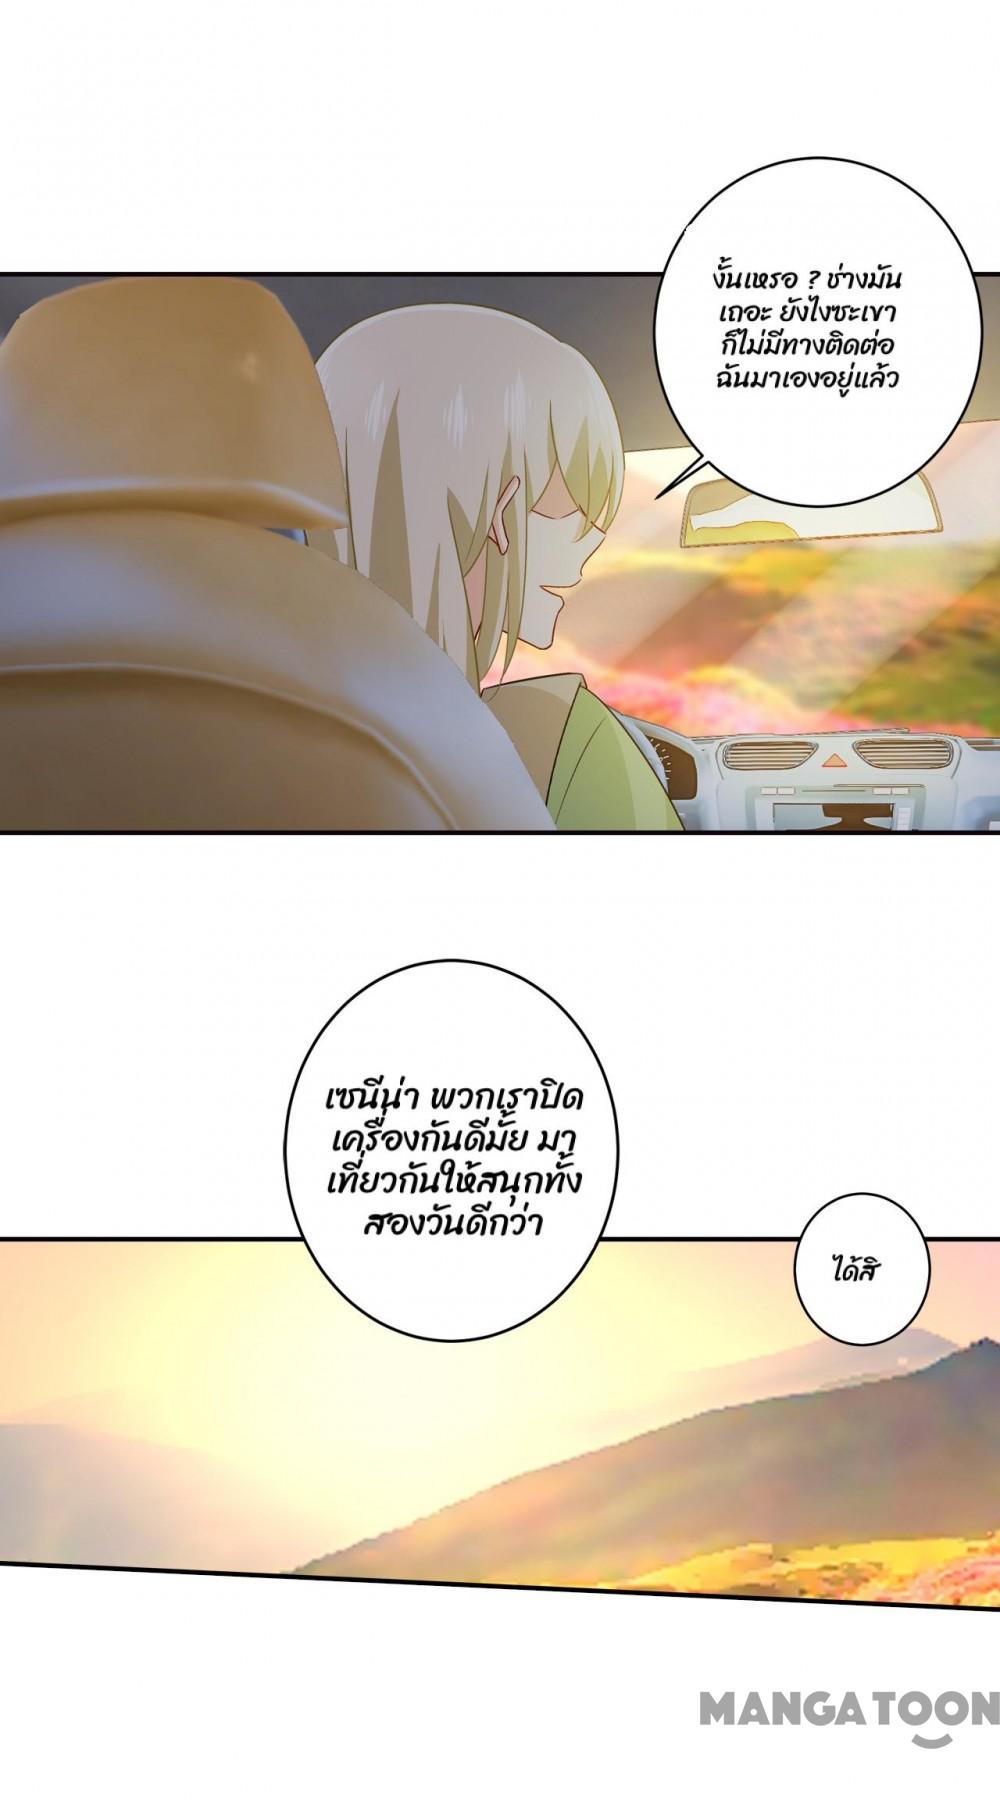 งั้นเหรอ ? ช่างมัน
เถอะ ยังไงซะเขา
ก็ไม่มีทางติดต่อ
ฉันมาเองอยู่แล้ว
เซนีน่า พวกเราปิด
เครื่องกันดีมั้ย มา
เที่ยวกันให้สนุกทั้ง
สองวันดีกว่า
ได้สิ
MANGATOON